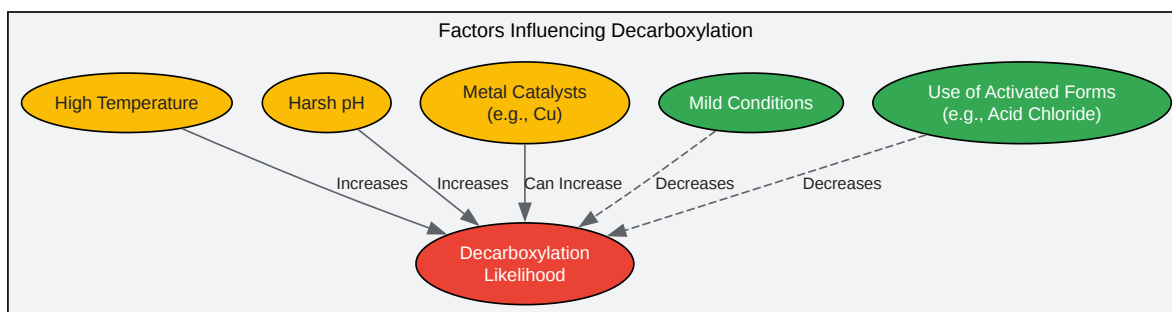 Factors Influencing Decarboxylation
High Temperature
Harsh pH
Metal Catalysts
(e.g., Cu)
Mild Conditions
Use of Activated Forms
(e.g., Acid Chloride)
Increases
Increases
Can Increase
Decreases
Decreases
Decarboxylation
Likelihood